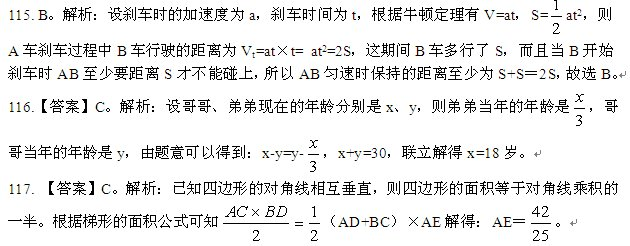 115. B。解析：设刹车时的加速度为 a，刹车时间为 t，根据牛顿定理有 V=at，S=\frac{1}{2} at²，则
A 车刹车过程中 B 车行驶的距离为 V_t=at×t= at²=2S，这期间 B 车多行了 S，而且当 B 开始
刹车时 AB 至少要距离 S 才不能碰上，所以 AB 匀速时保持的距离至少为 S+S＝2S，故选 B。
116.【答案】C。解析：设哥哥、弟弟现在的年龄分别是 x、y，则弟弟当年的年龄是\frac{x}{3}，哥
哥当年的年龄是 y，由题意可以得到：x-y=y-\frac{x}{3}，x+y=30，联立解得 x=18 岁。
117. 【答案】C。解析：已知四边形的对角线相互垂直，则四边形的面积等于对角线乘积的
一半。根据梯形的面积公式可知\frac{AC×BD}{2}=\frac{1}{2}（AD+BC）×AE 解得：AE＝\frac{42}{25}。